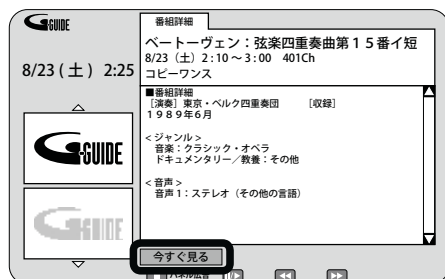 G-GUIDE
番組詳細
ベートーヴェン：弦楽四重奏曲第１５番イ短
8/23（土）2:10～3:00　401Ch
8/23 ( 土 )　2:25
コピーワンス
■番組詳細
［演奏］東京・ベルク四重奏団　　［収録］
１９８９年6月
＜ジャンル＞
音楽：クラシック・オペラ
ドキュメンタリー／教養：その他
G-GUIDE
＜音声＞
音声１：ステレオ（その他の言語）
G-GUIDE
今すぐ見る